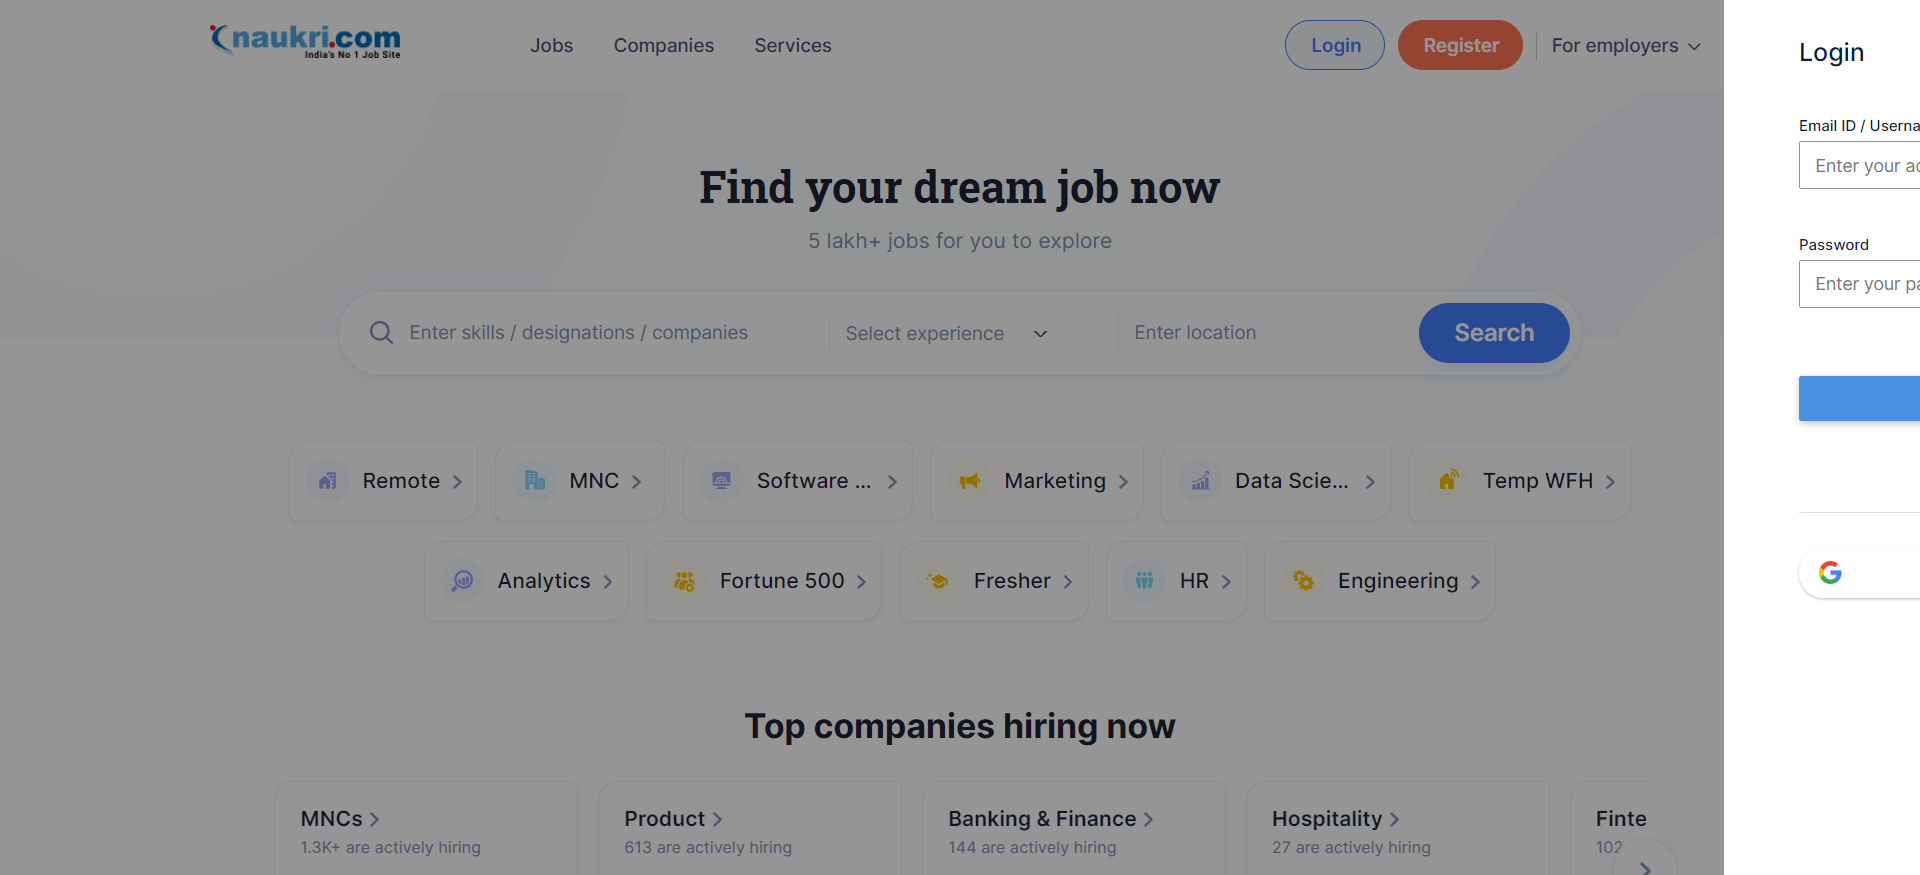 naukri.com
India's No 1 Job Site
Jobs
Companies
Services
Login
Register
For employers
Find your dream job now
5 lakh+ jobs for you to explore
Enter skills / designations / companies
Select experience
Enter location
Search
Remote
MNC
Software ...
Marketing
Data Scie...
Temp WFH
Analytics
Fortune 500
Fresher
HR
Engineering
Top companies hiring now
MNCs
1.3K+ are actively hiring
Product
613 are actively hiring
Banking & Finance
144 are actively hiring
Hospitality
27 are actively hiring
Finte
102
Login
Email ID / Userna
Enter your ac
Password
Enter your pa